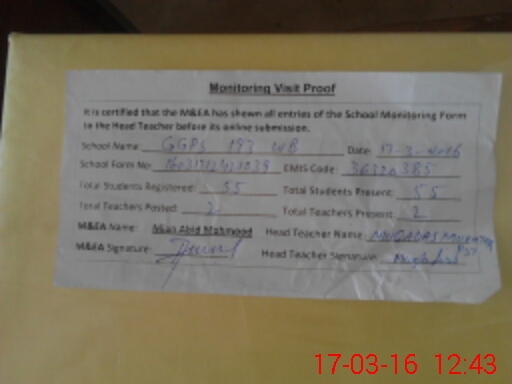 Monitoring Visit Proof
It is certified that the M&EA has shown all entries of the School Monitoring Form
to the Head Teacher before its online submission.
School Name: GGPS 193 WB Date: 17-3-2016
School Form No: EMIS Code: 36320385
Total Students Registered: 55 Total Students Present: 55
Total Teachers Posted: 2 Total Teachers Present: 2
M&EA Name: Mian Abid Mahmood Head Teacher Name:
M&EA Signature: Head Teacher Signature:
17-03-16 12:43